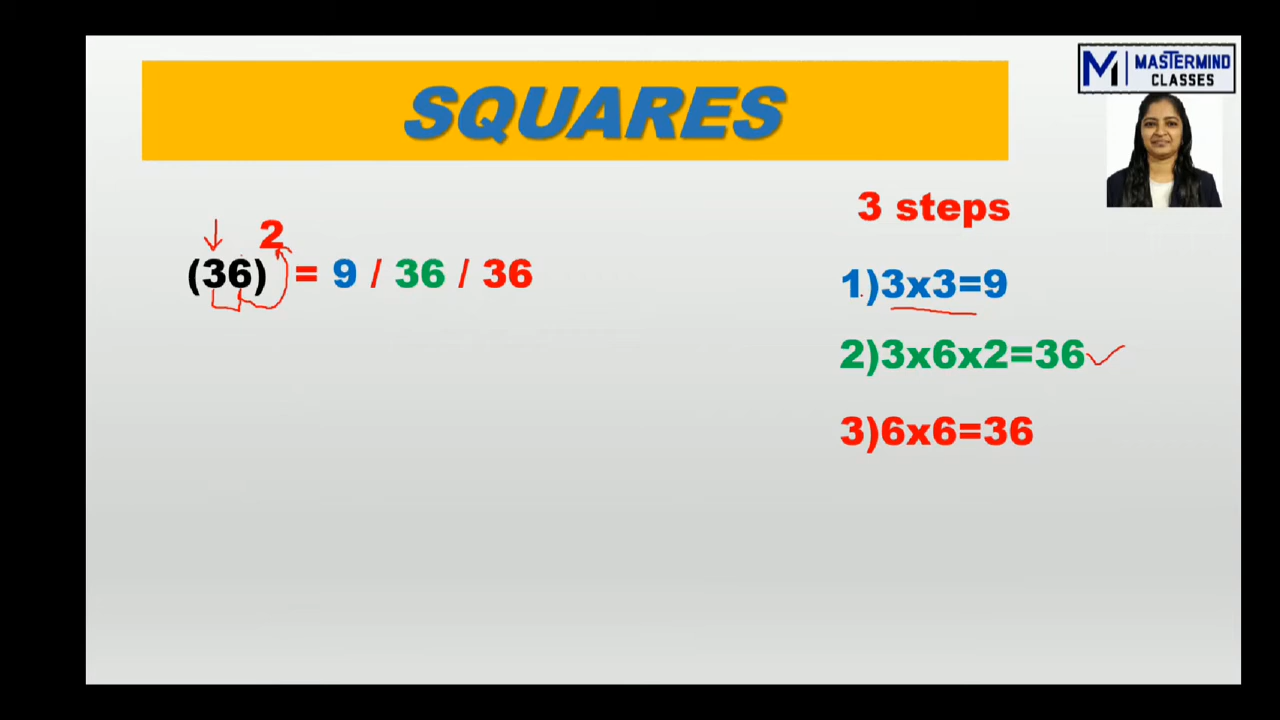 SQUARES
MASTERMIND
CLASSES
3 steps
(36)² = 9 / 36 / 36
1)3x3=9
2)3x6x2=36
3)6x6=36